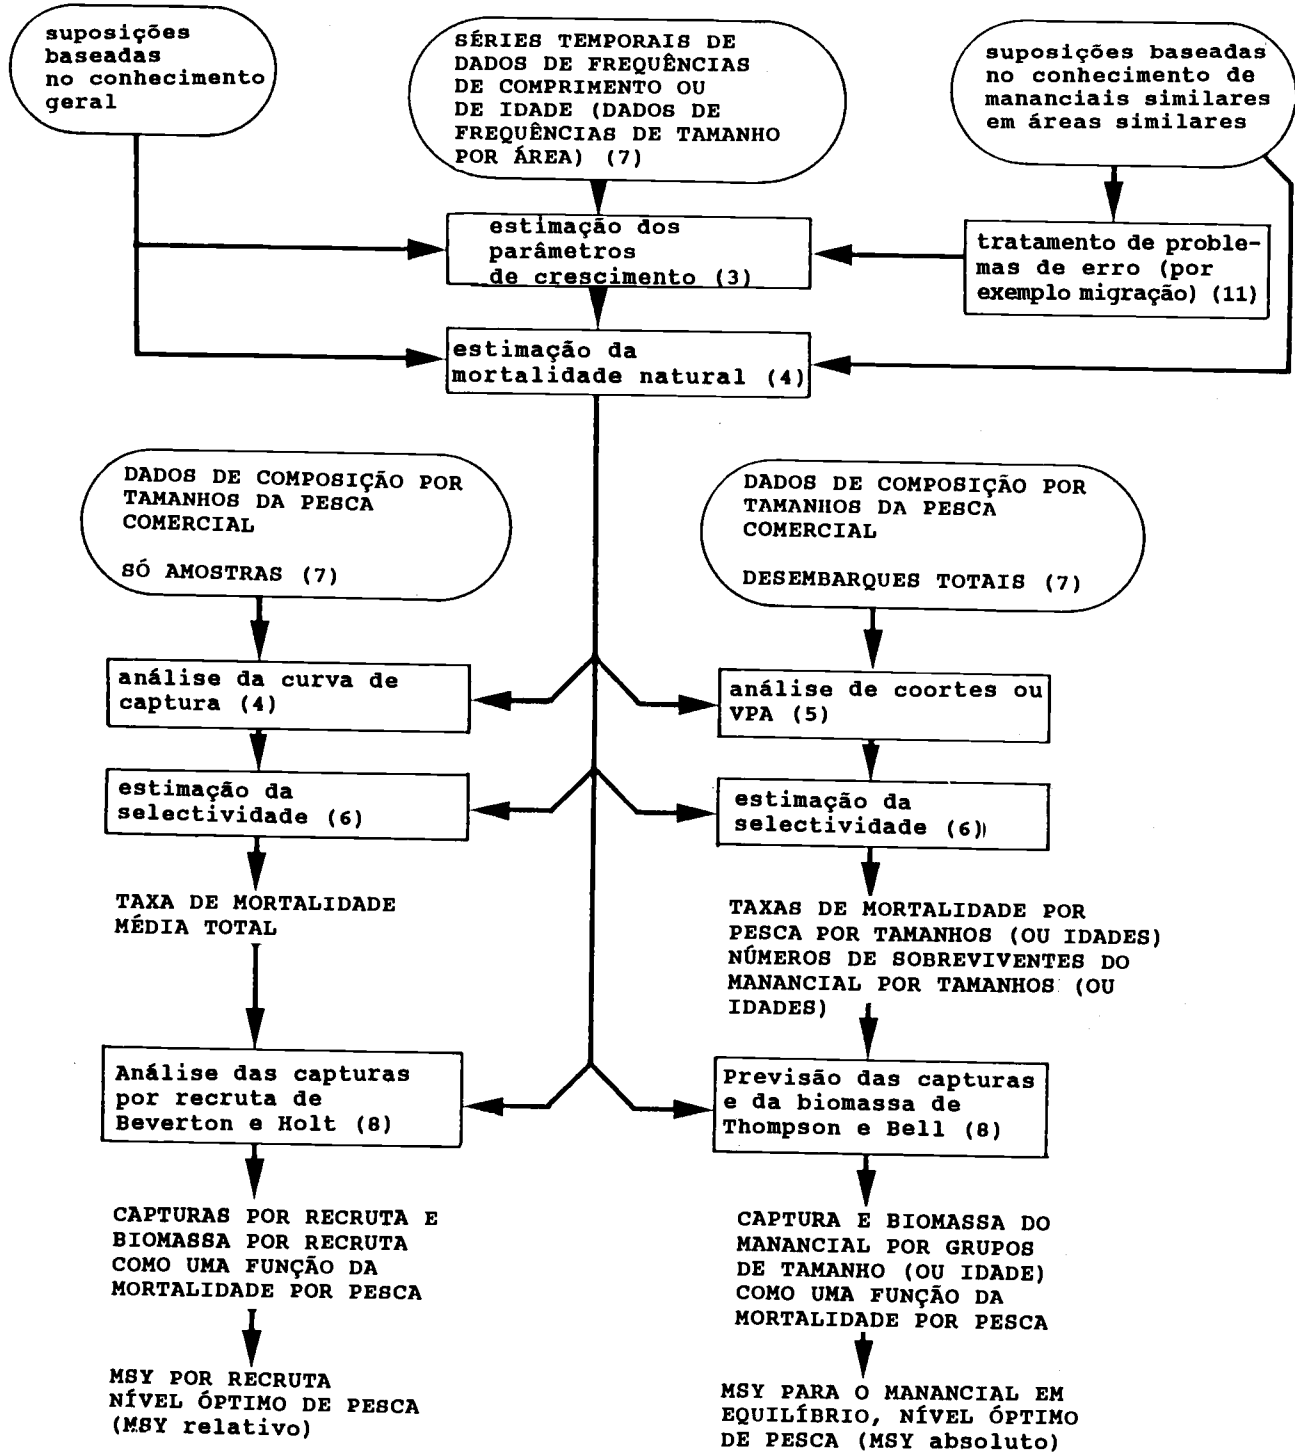 suposições
baseadas
no conhecimento
geral
SÉRIES TEMPORAIS DE
DADOS DE FREQUÊNCIAS
DE COMPRIMENTO OU
DE IDADE (DADOS DE
FREQUÊNCIAS DE TAMANHO
POR ÁREA) (7)
suposições baseadas
no conhecimento de
mananciais similares
em áreas similares
estimação dos
parâmetros
de crescimento (3)
tratamento de proble-
mas de erro (por
exemplo migração) (11)
estimação da
mortalidade natural (4)
DADOS DE COMPOSIÇÃO POR
TAMANHOS DA PESCA
COMERCIAL
SÓ AMOSTRAS (7)
DADOS DE COMPOSIÇÃO POR
TAMANHOS DA PESCA
COMERCIAL
DESEMBARQUES TOTAIS (7)
análise da curva de
captura (4)
análise de coortes ou
VPA (5)
estimação da
selectividade (6)
estimação da
selectividade (6)
TAXA DE MORTALIDADE
MÉDIA TOTAL
TAXAS DE MORTALIDADE POR
PESCA POR TAMANHOS (OU IDADES)
NÚMEROS DE SOBREVIVENTES DO
MANANCIAL POR TAMANHOS (OU
IDADES)
Análise das capturas
por recruta de
Beverton e Holt (8)
Previsão das capturas
e da biomassa de
Thompson e Bell (8)
CAPTURAS POR RECRUTA E
BIOMASSA POR RECRUTA
COMO UMA FUNÇÃO DA
MORTALIDADE POR PESCA
CAPTURA E BIOMASSA DO
MANANCIAL POR GRUPOS
DE TAMANHO (OU IDADE)
COMO UMA FUNÇÃO DA
MORTALIDADE POR PESCA
MSY POR RECRUTA
NÍVEL ÓPTIMO DE PESCA
(MSY relativo)
MSY PARA O MANANCIAL EM
EQUILÍBRIO, NÍVEL ÓPTIMO
DE PESCA (MSY absoluto)